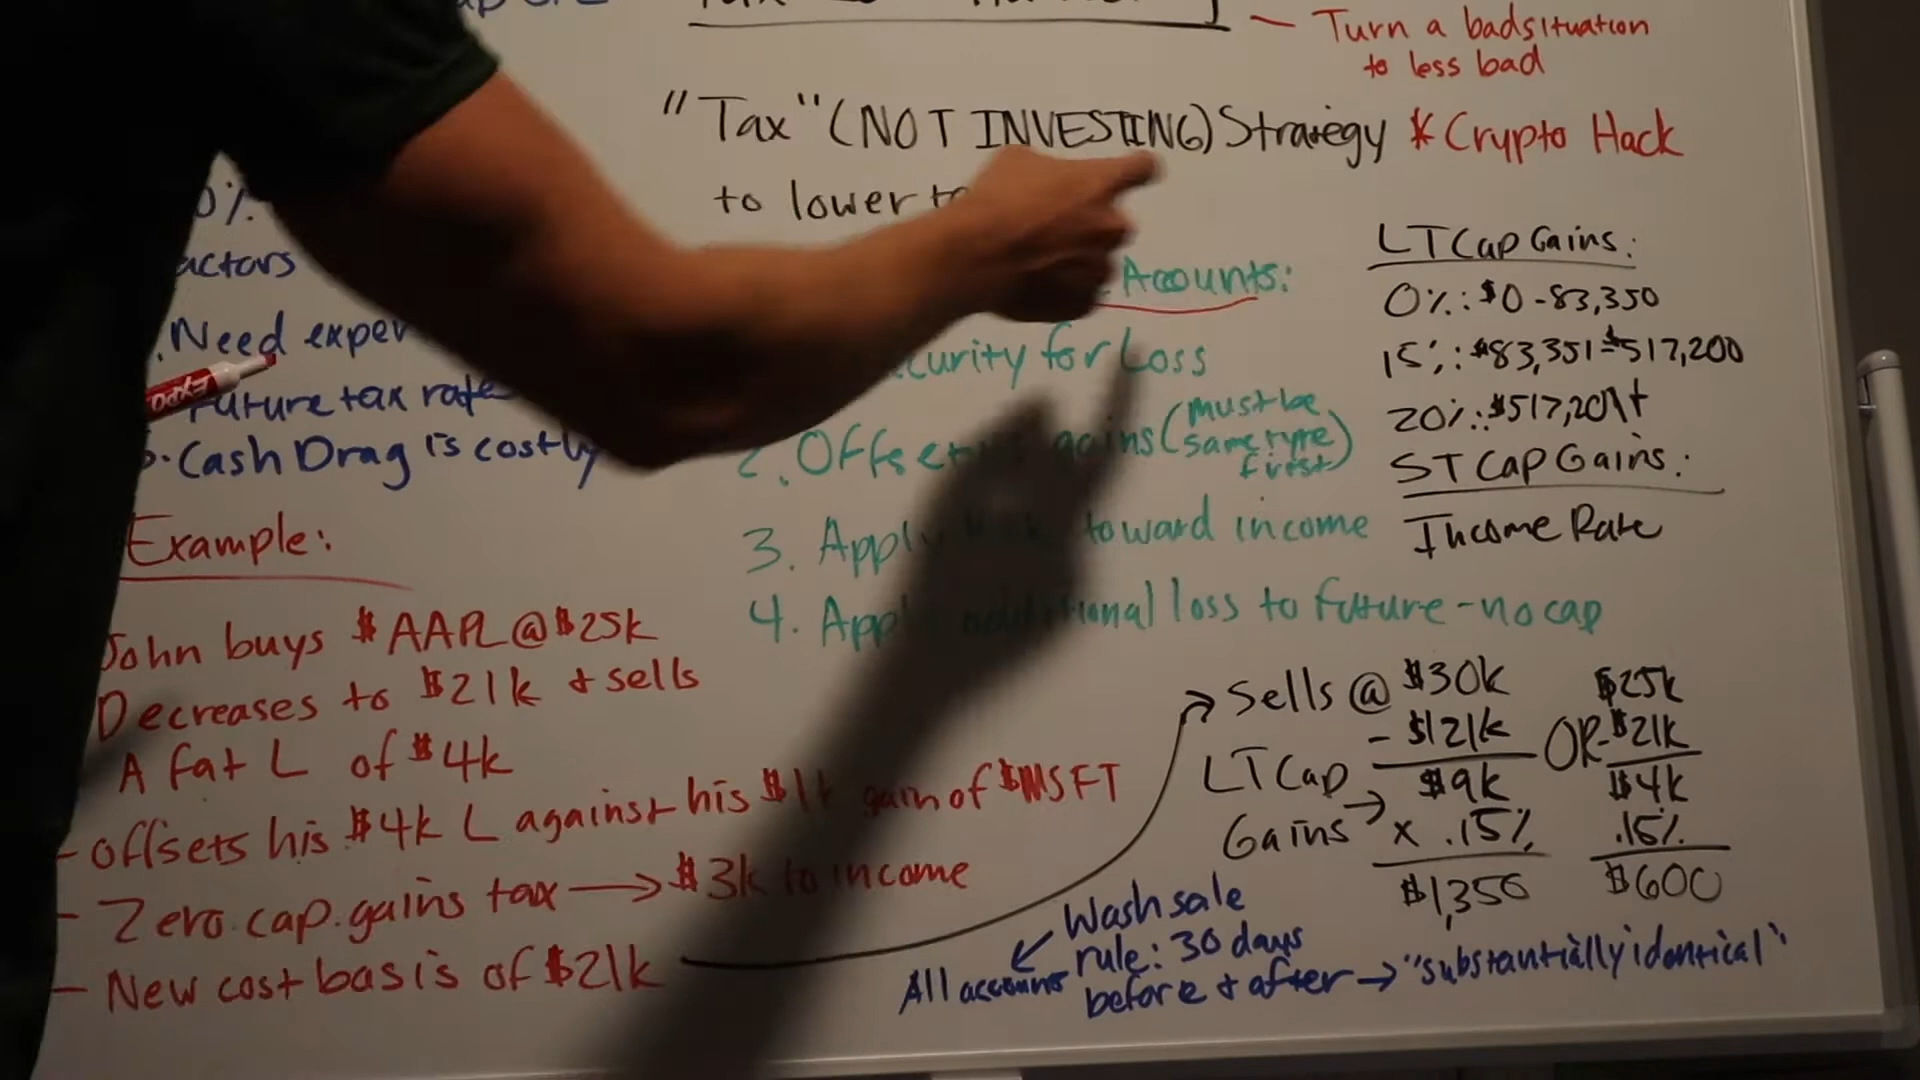 Turn a bad situation
to less bad
"Tax" (NOT INVESTING) Strategy * Crypto Hack
to lower
0%.
actors
Need
Future tax rate
Cash Drag is costly
EXPO
Accounts:
for Loss
2. gains (must be
same type
first)
3. Apply toward income
4. loss to future - no cap
LT Cap Gains:
0%: $0 - 83,350
15%: $83,351 - $517,200
20%: $517,201+
ST Cap Gains:
Income Rate
Example:
John buys $AAPL @ $25k
Decreases to $21k + sells
A fat L of $4k
- offsets his $4k L against his $1k gain of $MSFT
- Zero cap. gains tax → $3k to income
- New cost basis of $21k
Sells @ $30k
- $21k
LT Cap
Gains → $9k
x .15%
$1,350
OR
$25k
- $21k
$4k
.15%
$600
Wash sale
rule: 30 days
before + after → "substantially identical"
All accounts